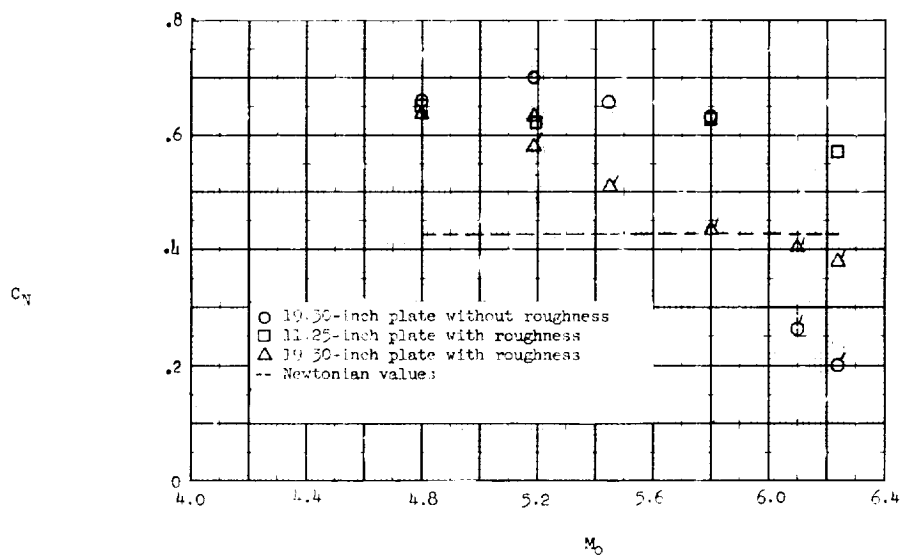 .8
.6
.4
.2
0
C_N
○ 19.30-inch plate without roughness
□ 11.25-inch plate with roughness
△ 19.30-inch plate with roughness
-- Newtonian values
4.0 4.4 4.8 5.2 5.6 6.0 6.4
M_o